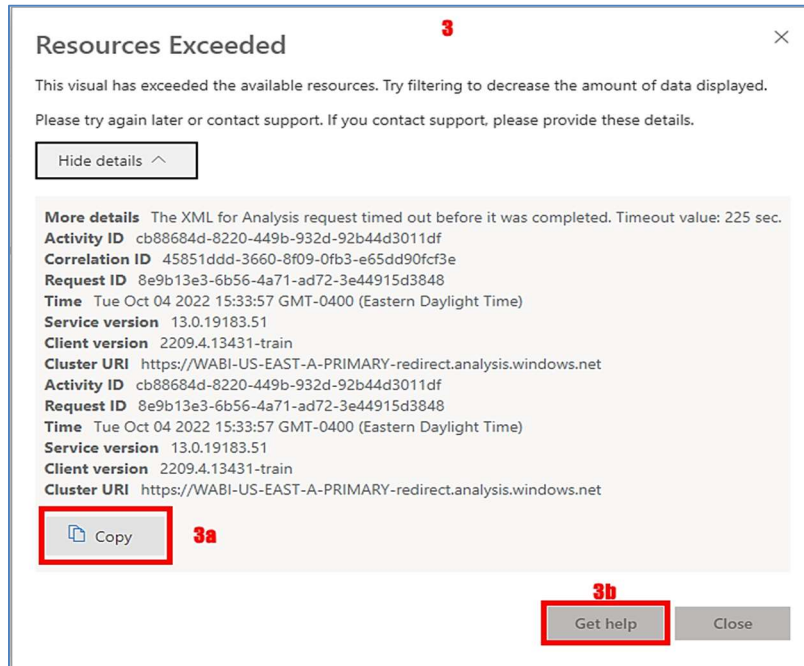 3
Resources Exceeded
This visual has exceeded the available resources. Try filtering to decrease the amount of data displayed.
Please try again later or contact support. If you contact support, please provide these details.
Hide details
More details The XML for Analysis request timed out before it was completed. Timeout value: 225 sec.
Activity ID cb88684d-8220-449b-932d-92b44d3011df
Correlation ID 45851ddd-3660-8f09-0fb3-e65dd90fcf3e
Request ID 8e9b13e3-6b56-4a71-ad72-3e44915d3848
Time Tue Oct 04 2022 15:33:57 GMT-0400 (Eastern Daylight Time)
Service version 13.0.19183.51
Client version 2209.4.13431-train
Cluster URI https://WABI-US-EAST-A-PRIMARY-redirect.analysis.windows.net
Activity ID cb88684d-8220-449b-932d-92b44d3011df
Request ID 8e9b13e3-6b56-4a71-ad72-3e44915d3848
Time Tue Oct 04 2022 15:33:57 GMT-0400 (Eastern Daylight Time)
Service version 13.0.19183.51
Client version 2209.4.13431-train
Cluster URI https://WABI-US-EAST-A-PRIMARY-redirect.analysis.windows.net
Copy 3a
3b
Get help Close